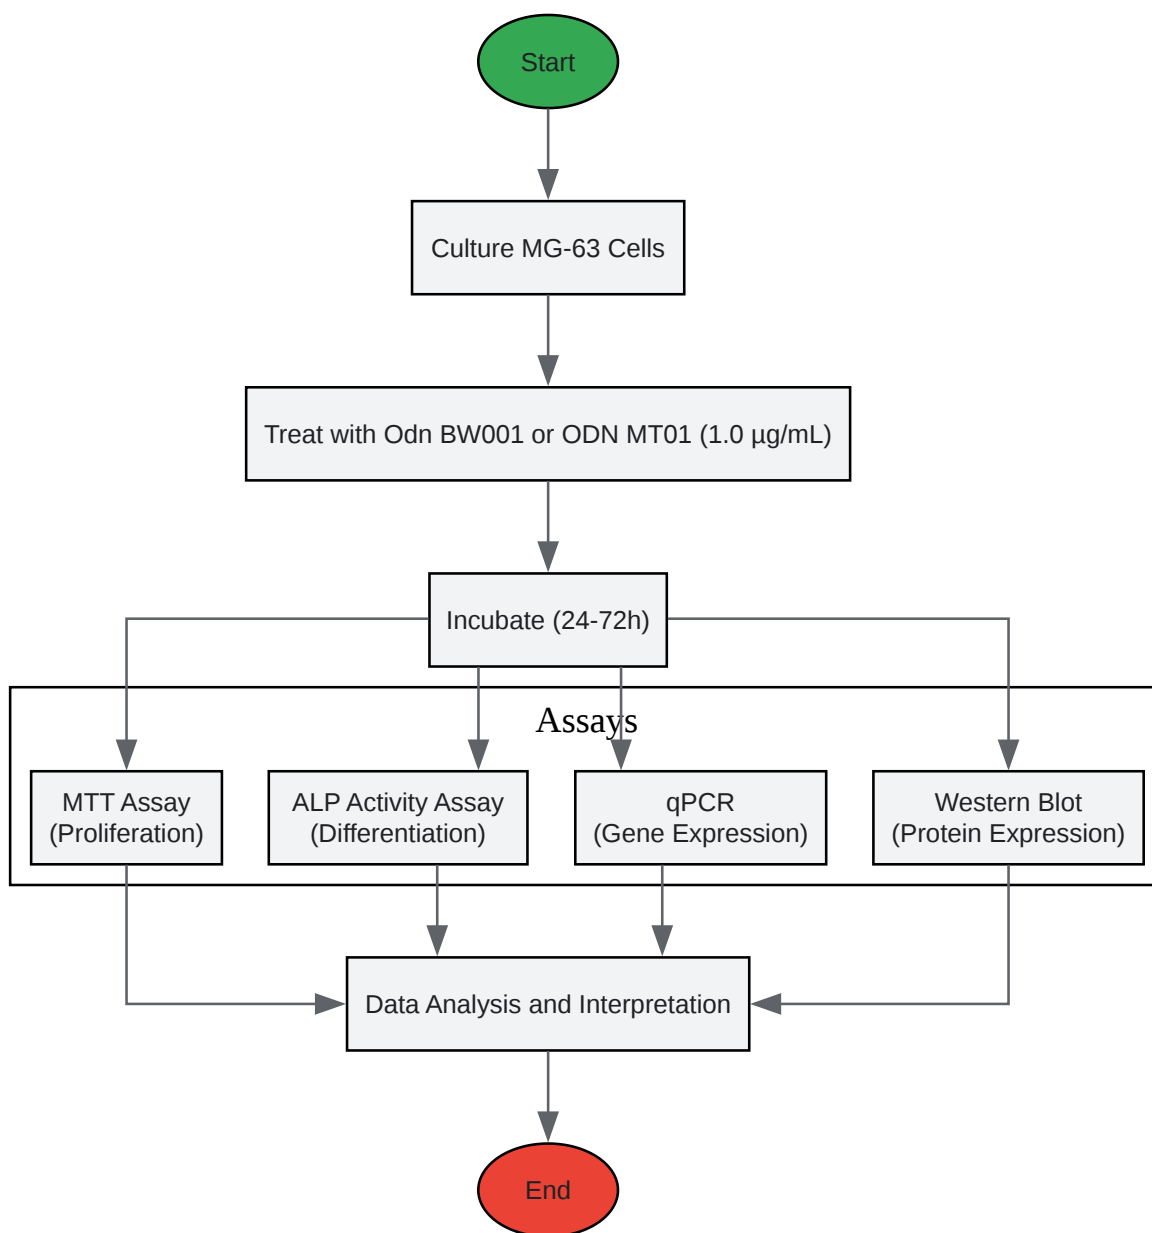 Start
Culture MG-63 Cells
Treat with Odn BW001 or ODN MT01 (1.0 µg/mL)
Incubate (24-72h)
Assays
MTT Assay
(Proliferation)
ALP Activity Assay
(Differentiation)
qPCR
(Gene Expression)
Western Blot
(Protein Expression)
Data Analysis and Interpretation
End